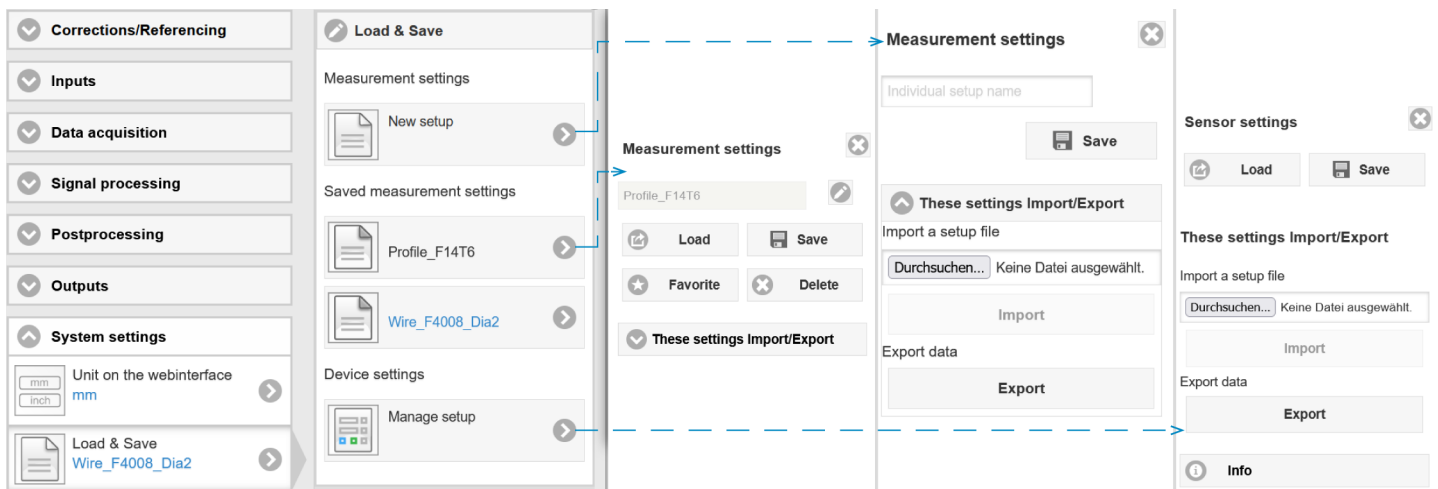 Corrections/Referencing
Inputs
Data acquisition
Signal processing
Postprocessing
Outputs
System settings
Unit on the webinterface
mm
inch
mm
Load & Save
Wire_F4008_Dia2
Load & Save
Measurement settings
New setup
Saved measurement settings
Profile_F14T6
Wire_F4008_Dia2
Device settings
Manage setup
Measurement settings
Profile_F14T6
Load
Save
Favorite
Delete
These settings Import/Export
Measurement settings
Individual setup name
Save
These settings Import/Export
Import a setup file
Durchsuchen... Keine Datei ausgewählt.
Import
Export data
Export
Sensor settings
Load
Save
These settings Import/Export
Import a setup file
Durchsuchen... Keine Datei ausgewählt.
Import
Export data
Export
Info